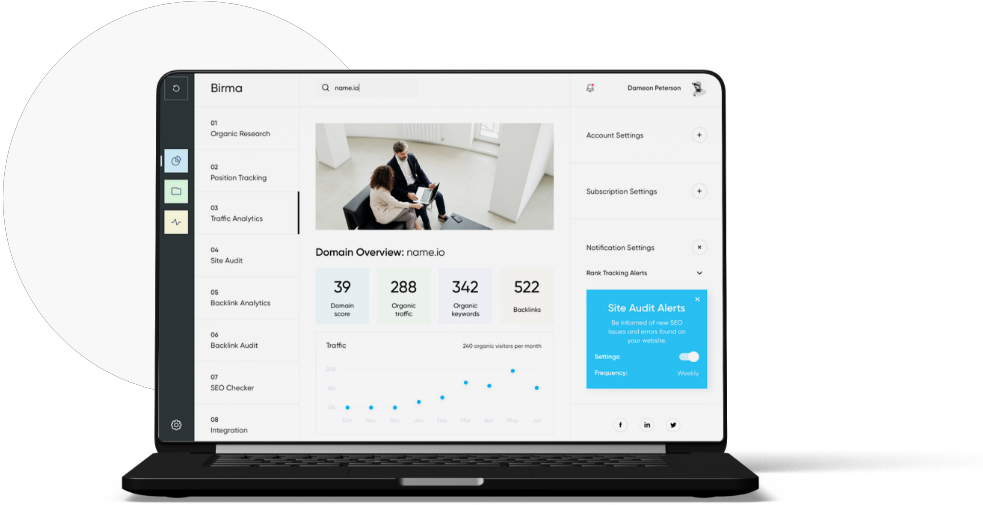 Birma
name.io
Dameon Peterson
01
Organic Research
02
Position Tracking
03
Traffic Analytics
04
Site Audit
05
Backlink Analytics
06
Backlink Audit
07
SEO Checker
08
Integration
Domain Overview: name.io
39
Domain
score
288
Organic
traffic
342
Organic
keywords
522
Backlinks
Traffic
240 organic visitors per month
Oct Nov Dec Jan Feb Mar Apr May Jun
Account Settings
Subscription Settings
Notification Settings
Rank Tracking Alerts
Site Audit Alerts
Be informed of new SEO
issues and errors found on
your website.
Settings:
Frequency: Weekly